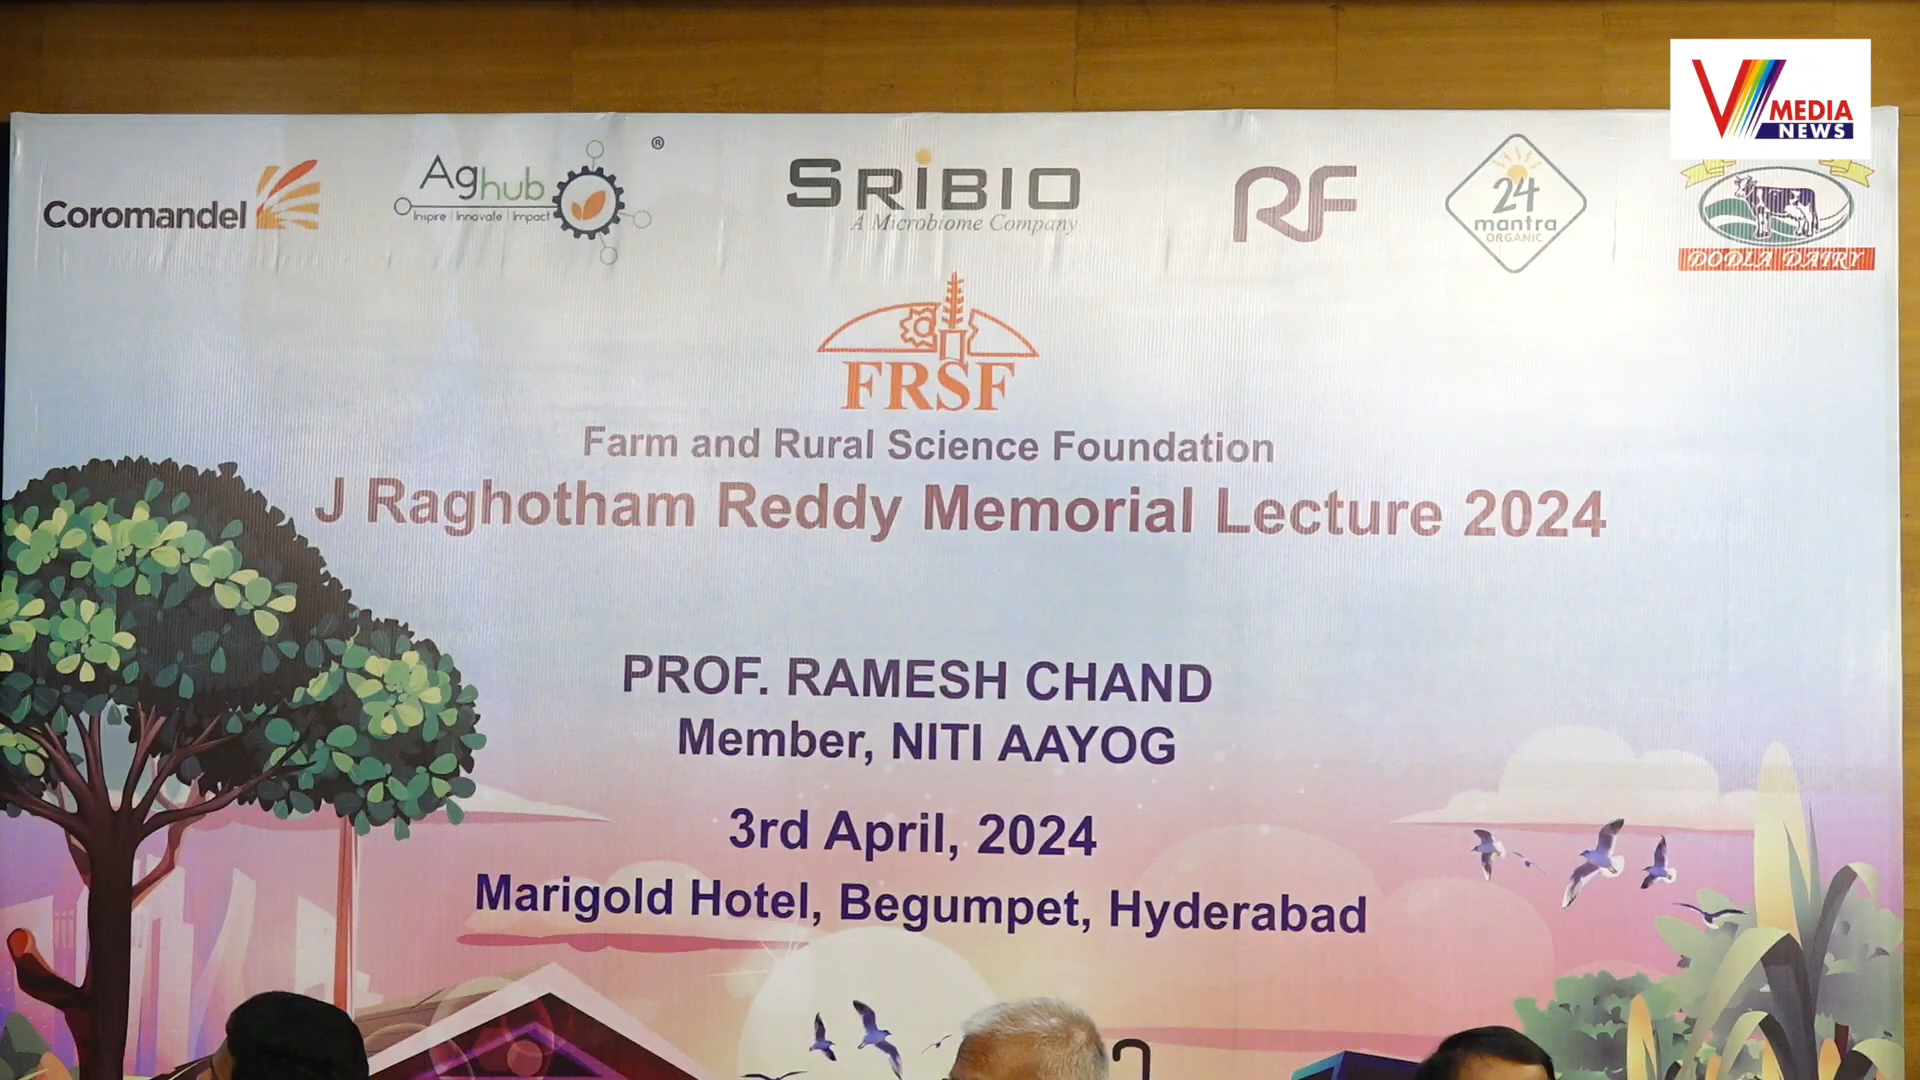 V MEDIA
NEWS
Coromandel
Aghub ®
Inspire | Innovate | Impact
SRiBIO
A Microbiome Company
RF
24
mantra
ORGANIC
DODLA DAIRY
FRSF
Farm and Rural Science Foundation
J Raghotham Reddy Memorial Lecture 2024
PROF. RAMESH CHAND
Member, NITI AAYOG
3rd April, 2024
Marigold Hotel, Begumpet, Hyderabad